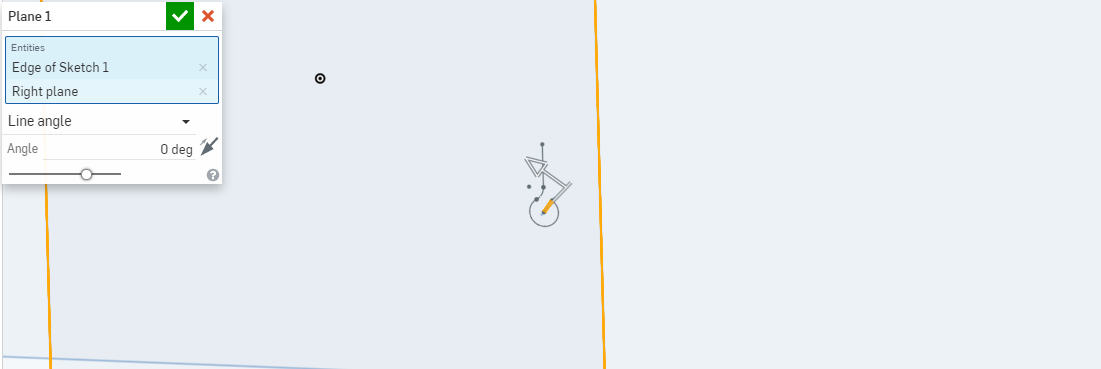 Plane 1
Entities
Edge of Sketch 1
Right plane
Line angle
Angle 0 deg
?